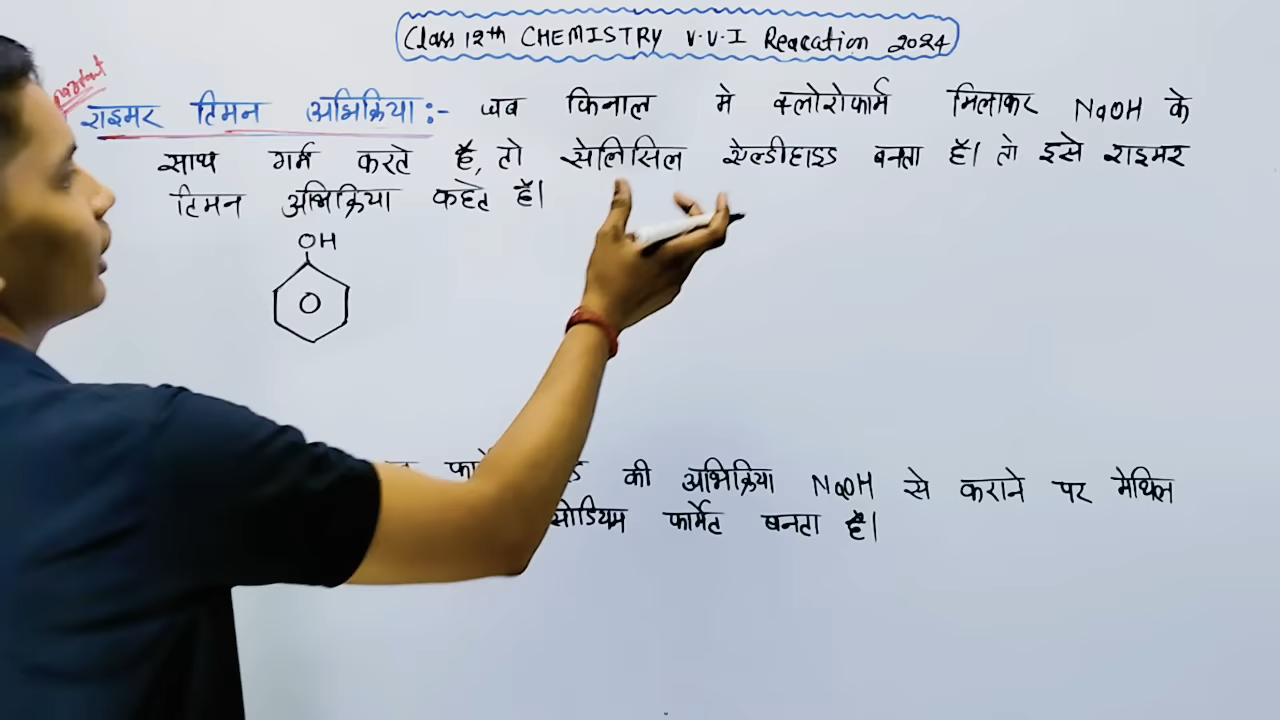 Class 12th CHEMISTRY V.V.I Reacation 2024
राइमर टिमन अभिक्रिया :- जब फिनाल मे क्लोरोफार्म मिलाकर NaOH के
साथ गर्म करते है, तो सेलिसिल ऐल्डीहाइड बनता है। तो इसे राइमर
टिमन अभिक्रिया कहते है।
OH
की अभिक्रिया NaOH से कराने पर मेथिल
सोडियम फार्मेट बनता है।